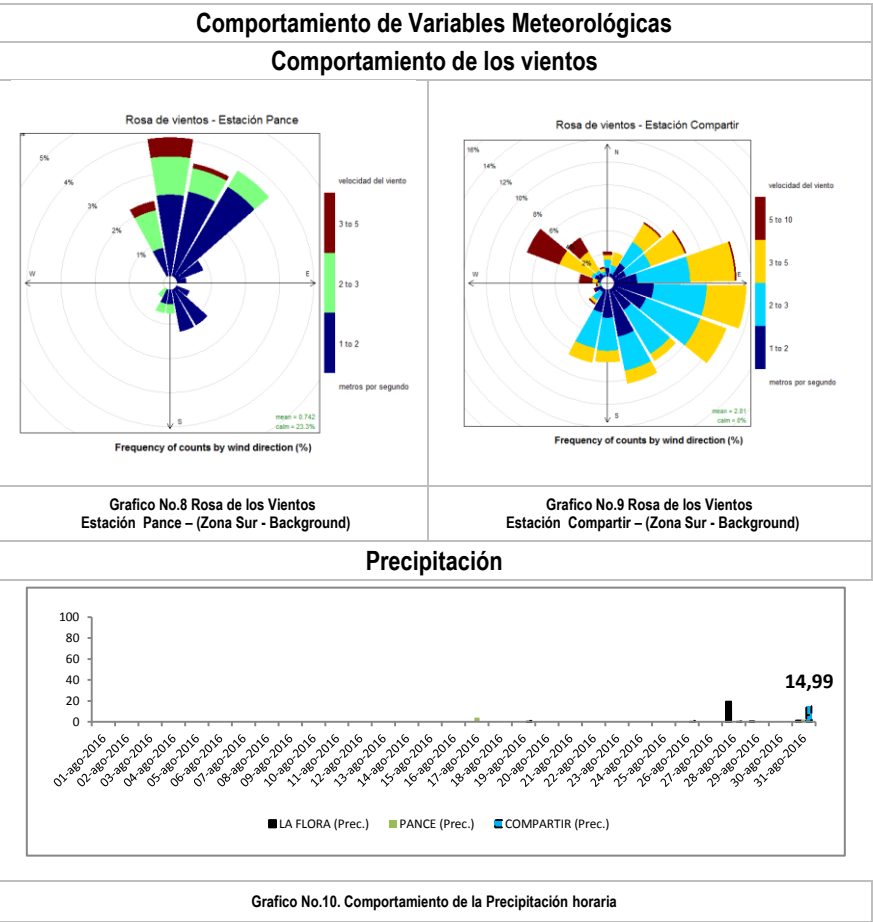 Comportamiento de Variables Meteorológicas
Comportamiento de los vientos
Rosa de vientos - Estación Pance
5%
4%
3%
2%
1%
W
E
S
velocidad del viento
3 to 5
2 to 3
1 to 2
metros por segundo
mean = 0.742
calm = 23.3%
Frequency of counts by wind direction (%)
Rosa de vientos - Estación Compartir
16%
14%
12%
10%
8%
6%
4%
2%
N
W
E
S
velocidad del viento
5 to 10
3 to 5
2 to 3
1 to 2
metros por segundo
mean = 2.01
calm = 0%
Frequency of counts by wind direction (%)
Grafico No.8 Rosa de los Vientos
Estación Pance – (Zona Sur - Background)
Grafico No.9 Rosa de los Vientos
Estación Compartir – (Zona Sur - Background)
Precipitación
100
80
60
40
20
0
14,99
01-ago-2016
02-ago-2016
03-ago-2016
04-ago-2016
05-ago-2016
06-ago-2016
07-ago-2016
08-ago-2016
09-ago-2016
10-ago-2016
11-ago-2016
12-ago-2016
13-ago-2016
14-ago-2016
15-ago-2016
16-ago-2016
17-ago-2016
18-ago-2016
19-ago-2016
20-ago-2016
21-ago-2016
22-ago-2016
23-ago-2016
24-ago-2016
25-ago-2016
26-ago-2016
27-ago-2016
28-ago-2016
29-ago-2016
30-ago-2016
31-ago-2016
LA FLORA (Prec.) PANCE (Prec.) COMPARTIR (Prec.)
Grafico No.10. Comportamiento de la Precipitación horaria